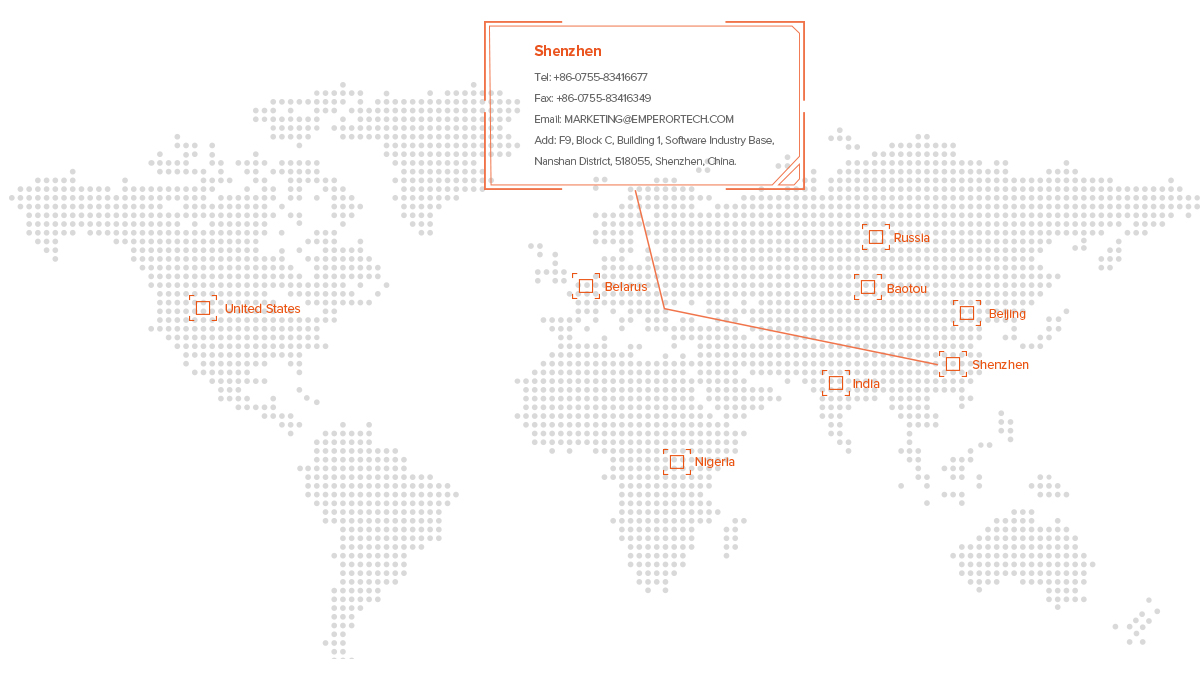 Shenzhen
Tel: +86-0755-83416677
Fax: +86-0755-83416349
Email: MARKETING@EMPERORTECH.COM
Add: F9, Block C, Building 1, Software Industry Base,
Nanshan District, 518055, Shenzhen, China.
Russia
Belarus
Baotou
United States
Beijing
Shenzhen
India
Nigeria